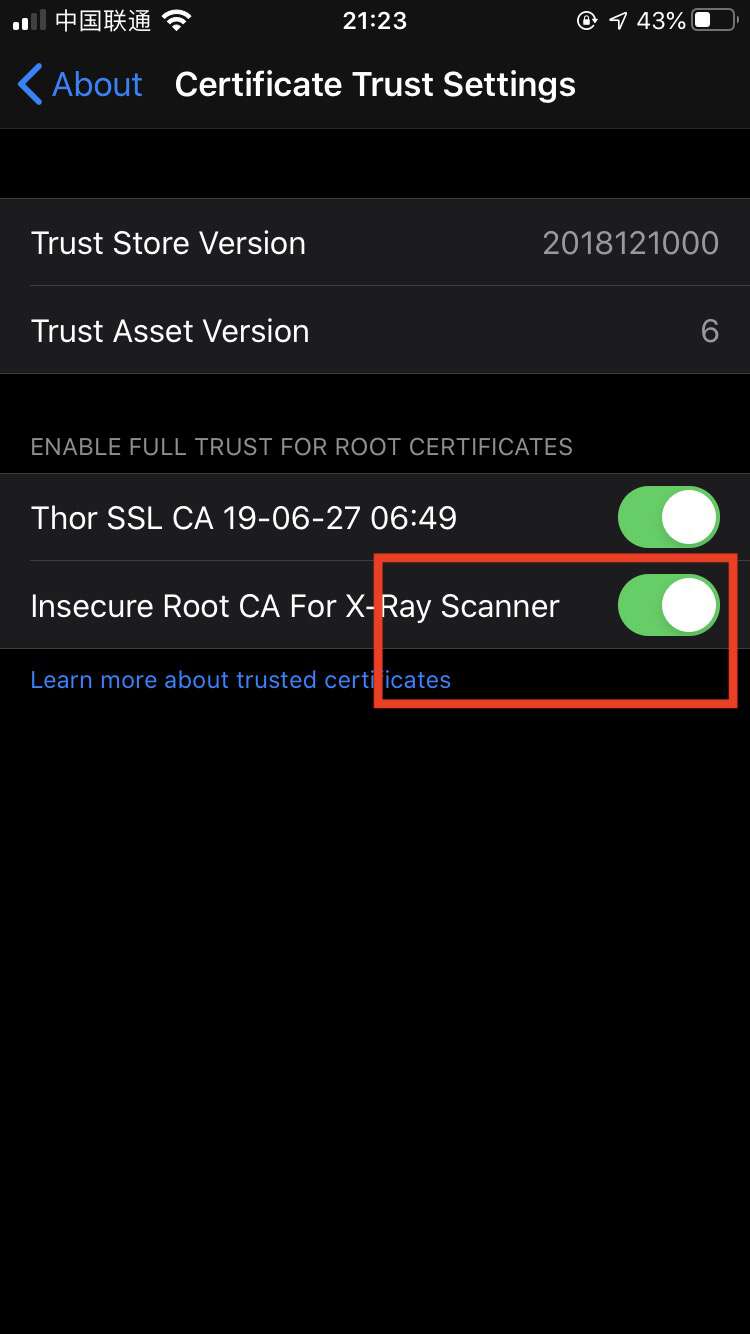 中国联通 21:23 43%
About Certificate Trust Settings
Trust Store Version 2018121000
Trust Asset Version 6
ENABLE FULL TRUST FOR ROOT CERTIFICATES
Thor SSL CA 19-06-27 06:49
Insecure Root CA For X-Ray Scanner
Learn more about trusted certificates